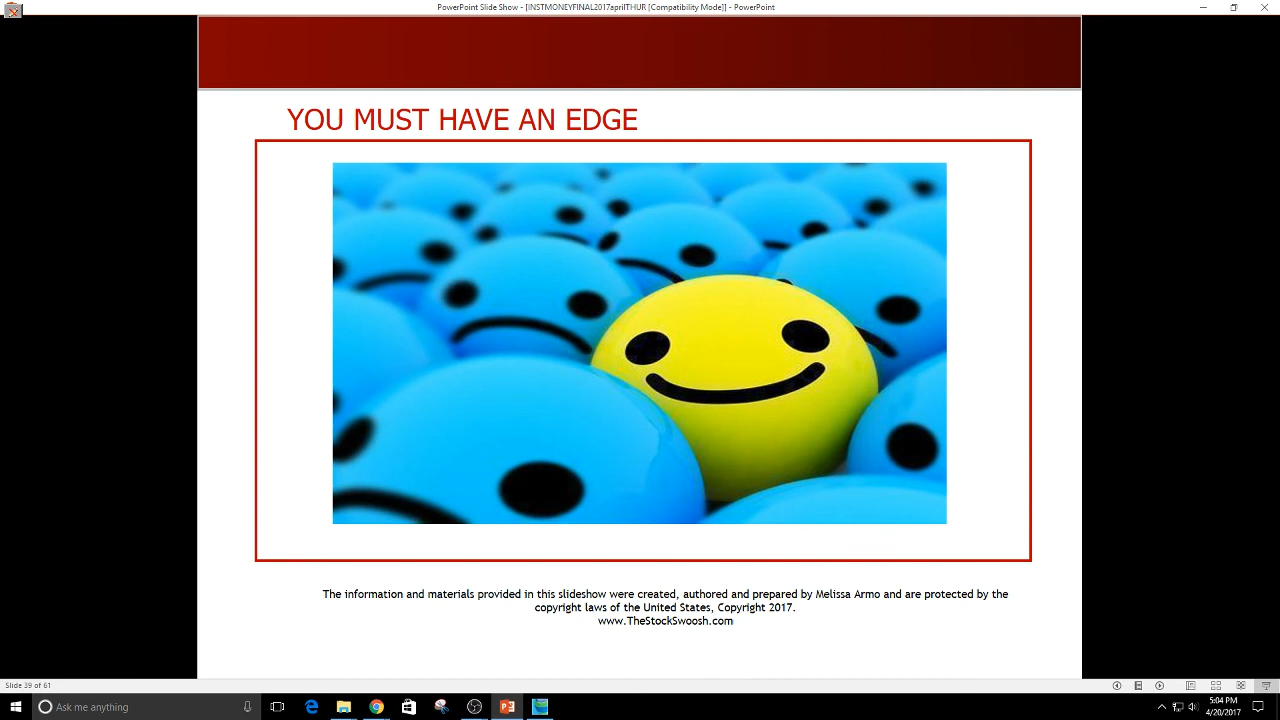 PowerPoint Slide Show - [INSTMONEYFINAL2017aprilTHUR [Compatibility Mode]] - PowerPoint
YOU MUST HAVE AN EDGE
The information and materials provided in this slideshow were created, authored and prepared by Melissa Armo and are protected by the
copyright laws of the United States, Copyright 2017.
www.TheStockSwoosh.com
Slide 39 of 61
Ask me anything
5:04 PM
4/20/2017